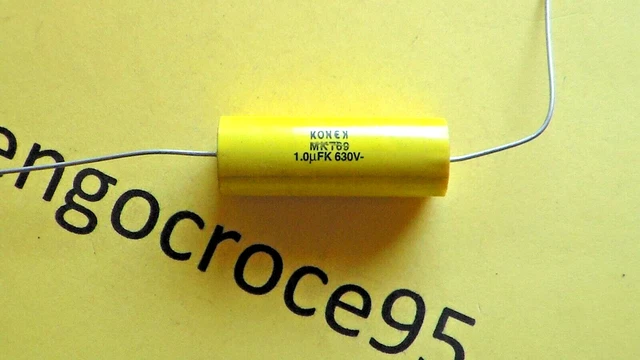 KONEK
MKT69
1.0µFK 630V-
engocroce95